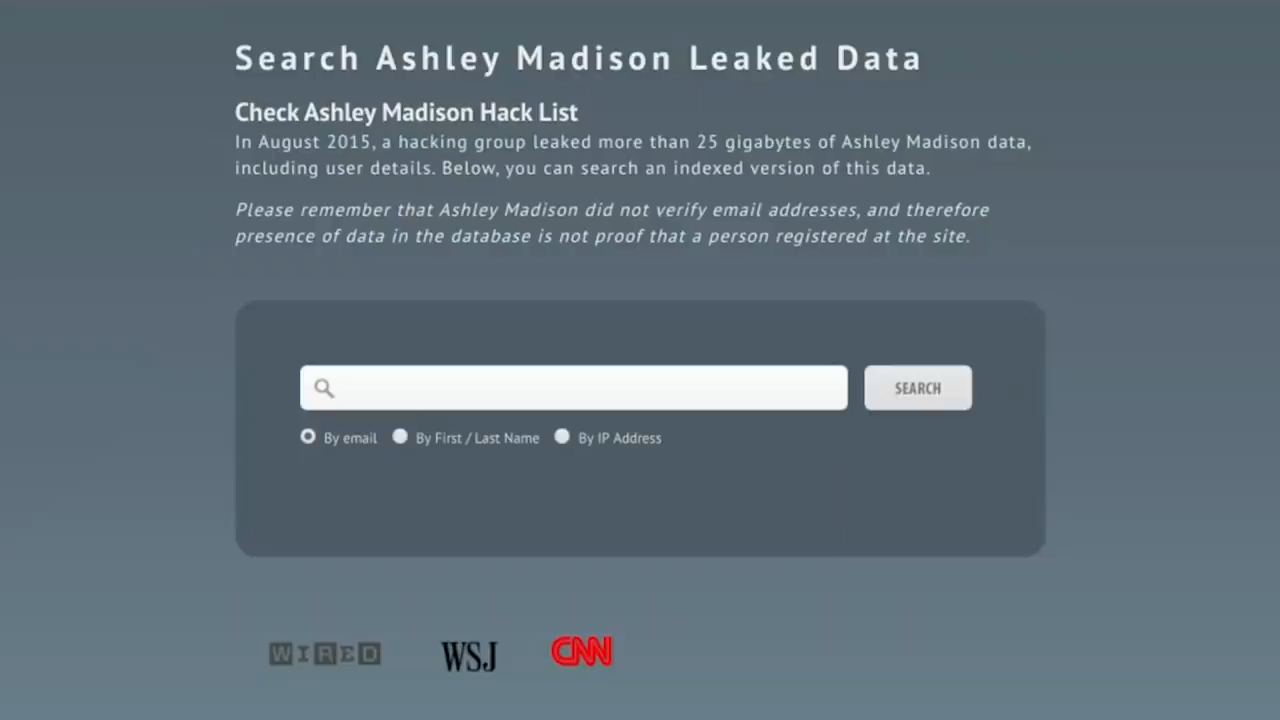 Search Ashley Madison Leaked Data
Check Ashley Madison Hack List
In August 2015, a hacking group leaked more than 25 gigabytes of Ashley Madison data,
including user details. Below, you can search an indexed version of this data.
Please remember that Ashley Madison did not verify email addresses, and therefore
presence of data in the database is not proof that a person registered at the site.
SEARCH
By email By First / Last Name By IP Address
WIRED WSJ CNN